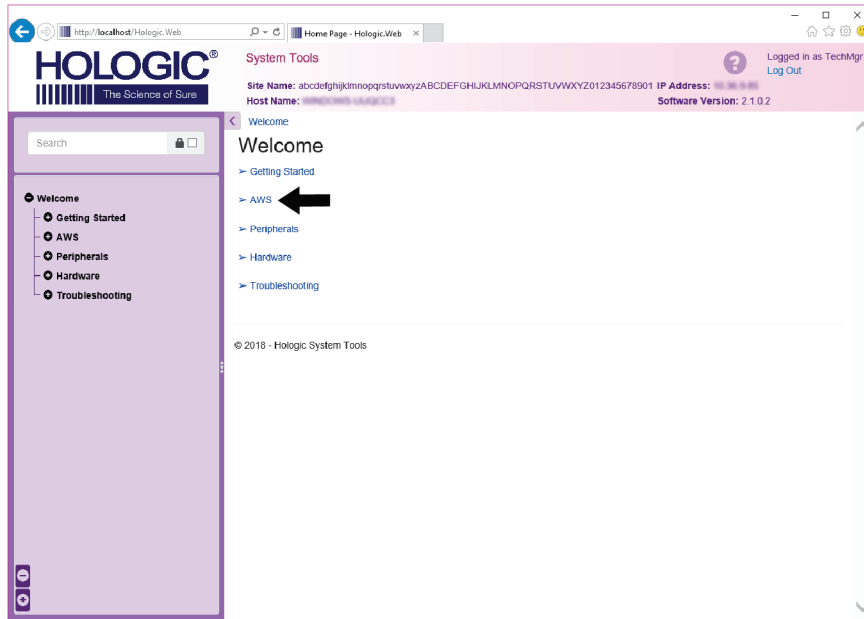 http://localhost/Hologic.Web
Home Page - Hologic.Web
HOLOGIC®
The Science of Sure
System Tools
Logged in as TechMgr
Log Out
Site Name: abcdefghijklmnopqrstuvwxyzABCDEFGHIJKLMNOPQRSTUVWXYZ012345678901 IP Address:
Host Name:
Software Version: 2.1.0.2
Search
Welcome
Getting Started
AWS
Peripherals
Hardware
Troubleshooting
Welcome
Welcome
➢ Getting Started
➢ AWS
➢ Peripherals
➢ Hardware
➢ Troubleshooting
© 2018 - Hologic System Tools